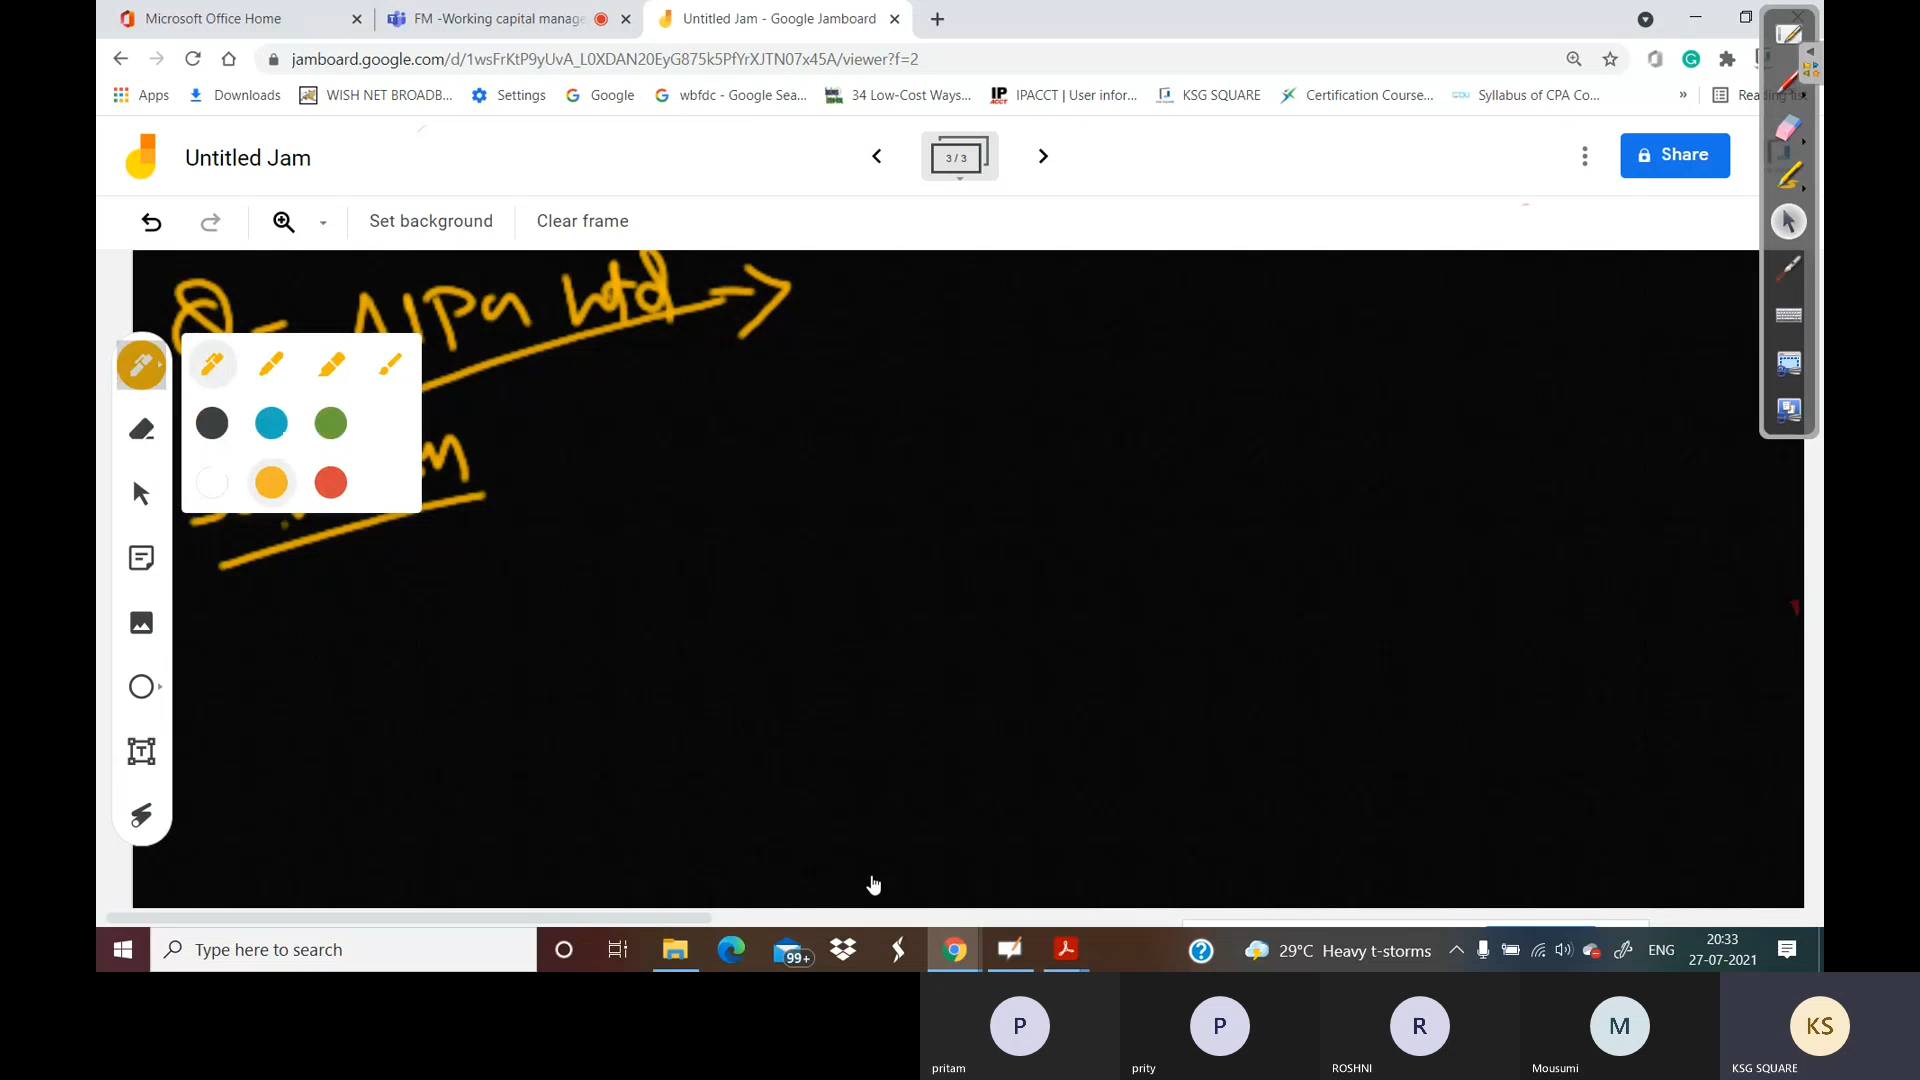 Microsoft Office Home
FM -Working capital manage
Untitled Jam - Google Jamboard
jamboard.google.com/d/1wsFrKtP9yUvA_L0XDAN20EyG875k5PfYrXJTN07x45A/viewer?f=2
Apps
Downloads
WISH NET BROADB...
Settings
Google
wbfdc - Google Sea...
34 Low-Cost Ways...
IPACCT | User infor...
KSG SQUARE
Certification Course...
Syllabus of CPA Co...
»
Reading list
Untitled Jam
3 / 3
Share
Set background
Clear frame
Type here to search
99+
29°C Heavy t-storms
ENG
20:33
27-07-2021
P
P
R
M
KS
pritam
prity
ROSHNI
Mousumi
KSG SQUARE